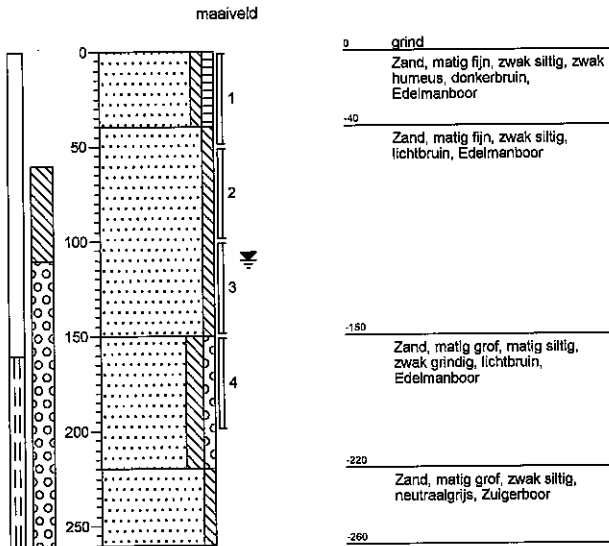 maaiveld
0
50
100
150
200
250
1
2
3
4
0 grind
Zand, matig fijn, zwak siltig, zwak
humeus, donkerbruin,
Edelmanboor
-40
Zand, matig fijn, zwak siltig,
lichtbruin, Edelmanboor
-150
Zand, matig grof, matig siltig,
zwak grindig, lichtbruin,
Edelmanboor
-220
Zand, matig grof, zwak siltig,
neutraalgrijs, Zuigerboor
-260